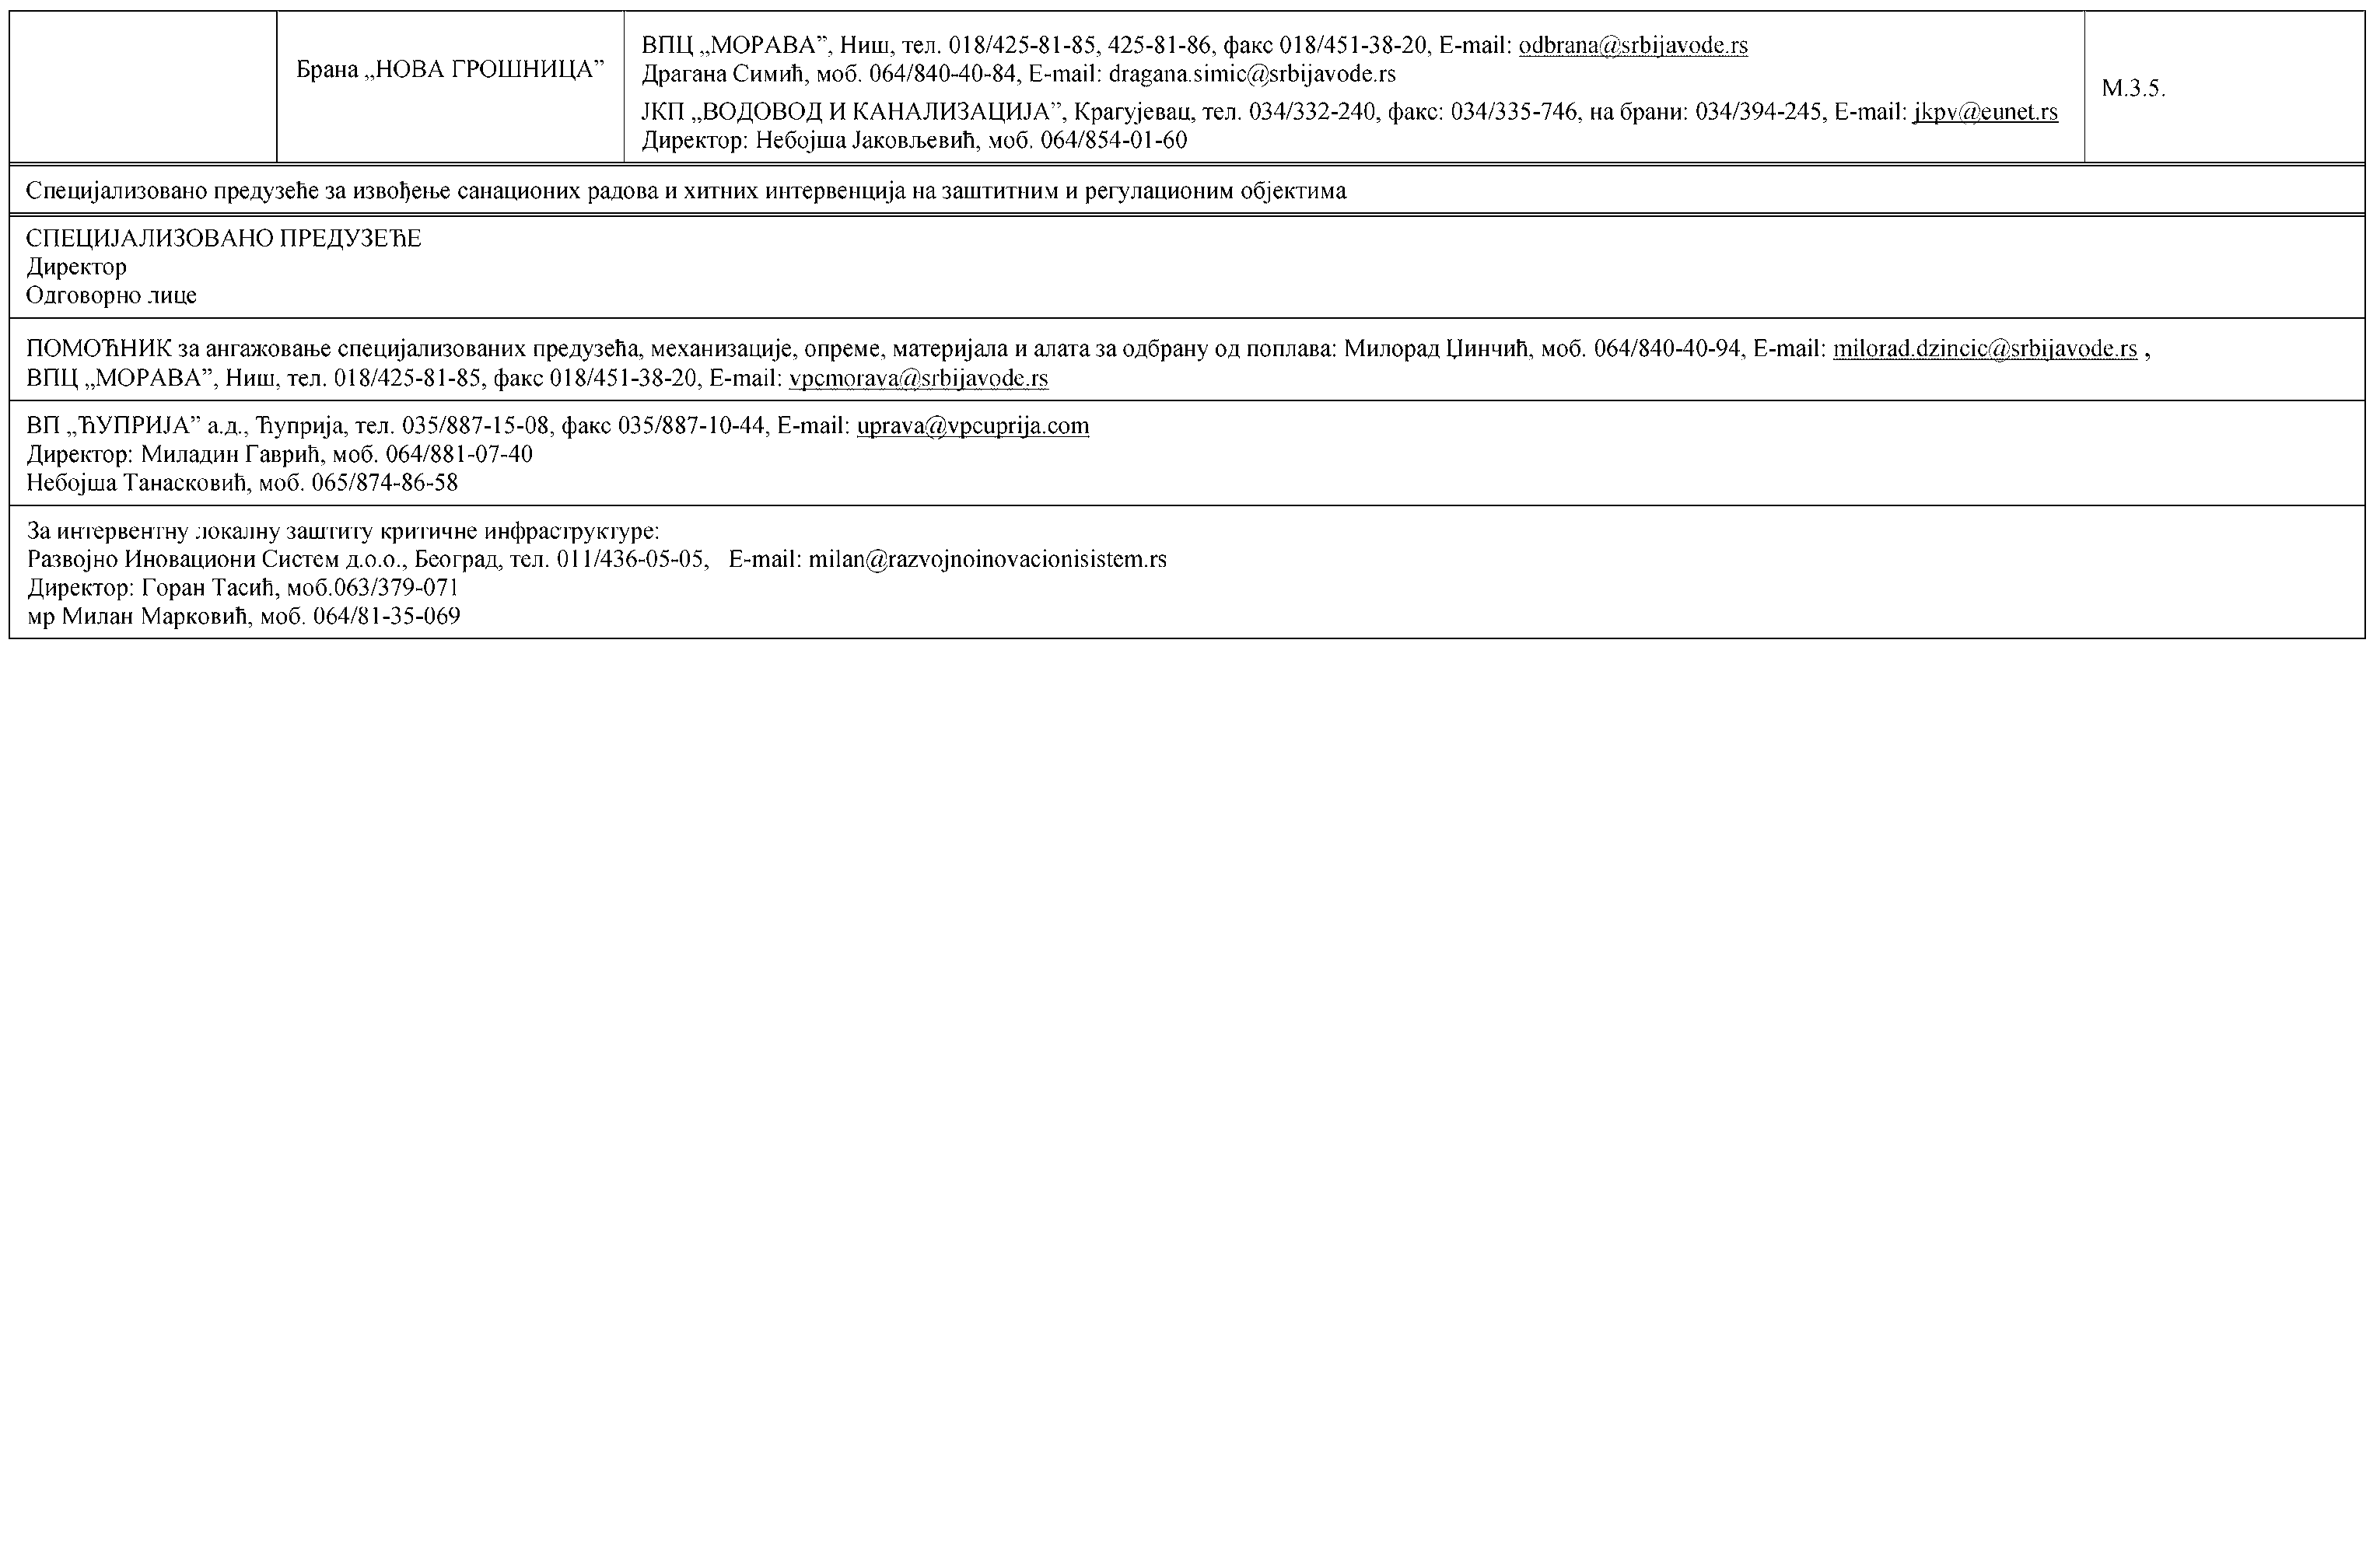 Брана „НОВА ГРОШНИЦА”
ВПЦ „МОРАВА”, Ниш, тел. 018/425-81-85, 425-81-86, факс 018/451-38-20, E-mail: odbrana@srbijavode.rs
Драгана Симић, моб. 064/840-40-84, E-mail: dragana.simic@srbijavode.rs
ЈКП „ВОДОВОД И КАНАЛИЗАЦИЈА”, Крагујевац, тел. 034/332-240, факс: 034/335-746, на брани: 034/394-245, E-mail: jkpv@eunet.rs
Директор: Небојша Јаковљевић, моб. 064/854-01-60
М.3.5.
Специјализовано предузеће за извођење санационих радова и хитних интервенција на заштитним и регулационим објектима
СПЕЦИЈАЛИЗОВАНО ПРЕДУЗЕЋЕ
Директор
Одговорно лице
ПОМОЋНИК за ангажовање специјализованих предузећа, механизације, опреме, материјала и алата за одбрану од поплава: Милорад Џинчић, моб. 064/840-40-94, E-mail: milorad.dzincic@srbijavode.rs ,
ВПЦ „МОРАВА”, Ниш, тел. 018/425-81-85, факс 018/451-38-20, E-mail: vpcmorava@srbijavode.rs
ВП „ЋУПРИЈА” а.д., Ћуприја, тел. 035/887-15-08, факс 035/887-10-44, E-mail: uprava@vpcuprija.com
Директор: Миладин Гаврић, моб. 064/881-07-40
Небојша Танасковић, моб. 065/874-86-58
За интервентну локалну заштиту критичне инфраструктуре:
Развојно Иновациони Систем д.о.о., Београд, тел. 011/436-05-05, E-mail: milan@razvojnoinovacionisistem.rs
Директор: Горан Тасић, моб.063/379-071
мр Милан Марковић, моб. 064/81-35-069